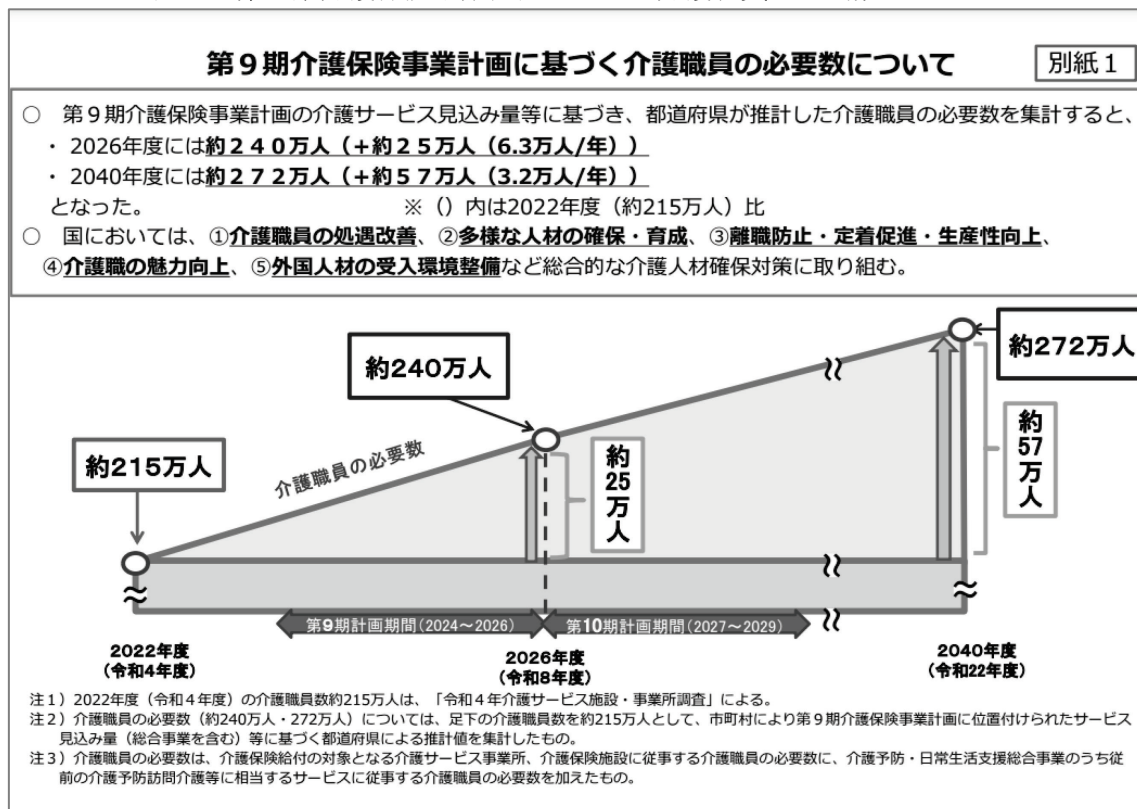 第９期介護保険事業計画に基づく介護職員の必要数について
別紙１
○　第９期介護保険事業計画の介護サービス見込み量等に基づき、都道府県が推計した介護職員の必要数を集計すると、
・ 2026年度には約２４０万人（＋約２５万人（6.3万人/年））
・ 2040年度には約２７２万人（＋約５７万人（3.2万人/年））
となった。　※（）内は2022年度（約215万人）比
○　国においては、①介護職員の処遇改善、②多様な人材の確保・育成、③離職防止・定着促進・生産性向上、
④介護職の魅力向上、⑤外国人材の受入環境整備など総合的な介護人材確保対策に取り組む。
約272万人
約240万人
約215万人
介護職員の必要数
約25万人
約57万人
第9期計画期間（2024～2026）
第10期計画期間（2027～2029）
2022年度
（令和4年度）
2026年度
（令和8年度）
2040年度
（令和22年度）
注１）2022年度（令和４年度）の介護職員数約215万人は、「令和４年介護サービス施設・事業所調査」による。
注２）介護職員の必要数（約240万人・272万人）については、足下の介護職員数を約215万人として、市町村により第９期介護保険事業計画に位置付けられたサービス
見込み量（総合事業を含む）等に基づく都道府県による推計値を集計したもの。
注３）介護職員の必要数は、介護保険給付の対象となる介護サービス事業所、介護保険施設に従事する介護職員の必要数に、介護予防・日常生活支援総合事業のうち従
前の介護予防訪問介護等に相当するサービスに従事する介護職員の必要数を加えたもの。